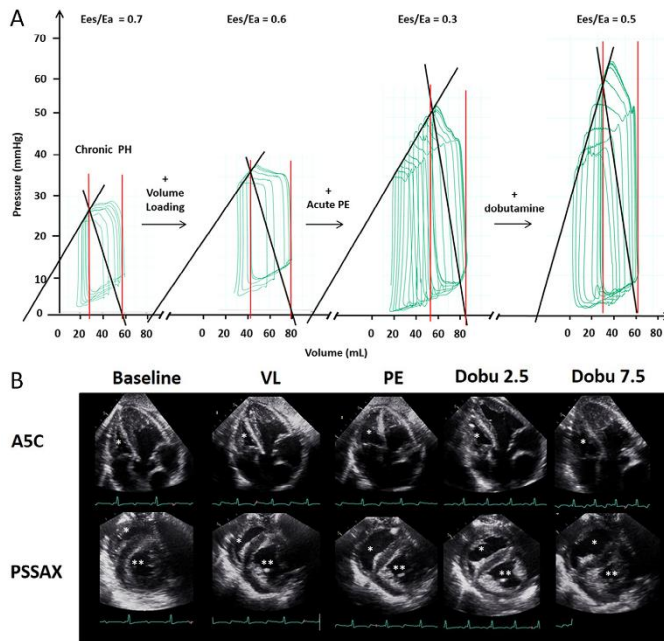 A
Ees/Ea = 0.7
Ees/Ea = 0.6
Ees/Ea = 0.3
Ees/Ea = 0.5
Pressure (mmHg)
70
60
50
40
30
20
10
0
Chronic PH
+
Volume
Loading
+
Acute PE
+
dobutamine
0 20 40 60 80
0 20 40 60 80
0 20 40 60 80
0 20 40 60 80
Volume (mL)
B
Baseline VL PE Dobu 2.5 Dobu 7.5
A5C
* * * * *
PSSAX
* * * * *
** ** ** ** **